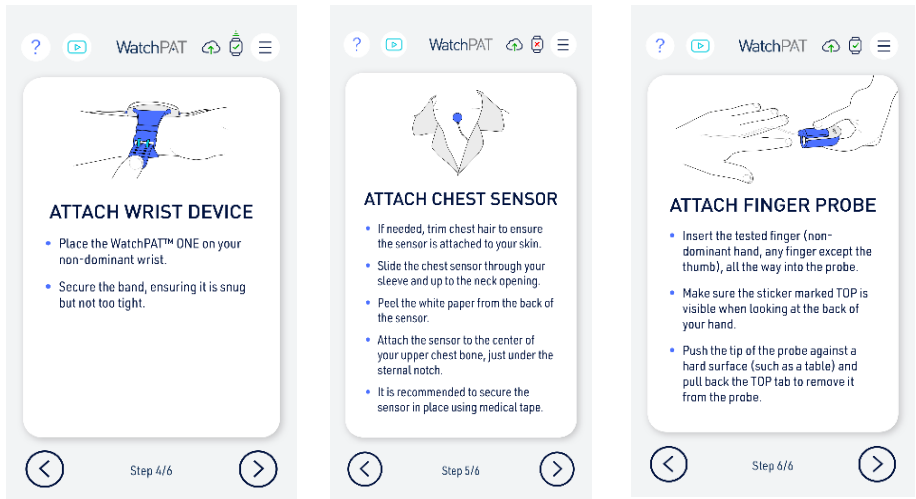 ?
WatchPAT
ATTACH WRIST DEVICE
• Place the WatchPAT™ ONE on your
non-dominant wrist.
• Secure the band, ensuring it is snug
but not too tight.
Step 4/6
?
WatchPAT
ATTACH CHEST SENSOR
• If needed, trim chest hair to ensure
the sensor is attached to your skin.
• Slide the chest sensor through your
sleeve and up to the neck opening.
• Peel the white paper from the back of
the sensor.
• Attach the sensor to the center of
your upper chest bone, just under the
sternal notch.
• It is recommended to secure the
sensor in place using medical tape.
Step 5/6
?
WatchPAT
ATTACH FINGER PROBE
• Insert the tested finger (non-
dominant hand, any finger except the
thumb), all the way into the probe.
• Make sure the sticker marked TOP is
visible when looking at the back of
your hand.
• Push the tip of the probe against a
hard surface (such as a table) and
pull back the TOP tab to remove it
from the probe.
Step 6/6